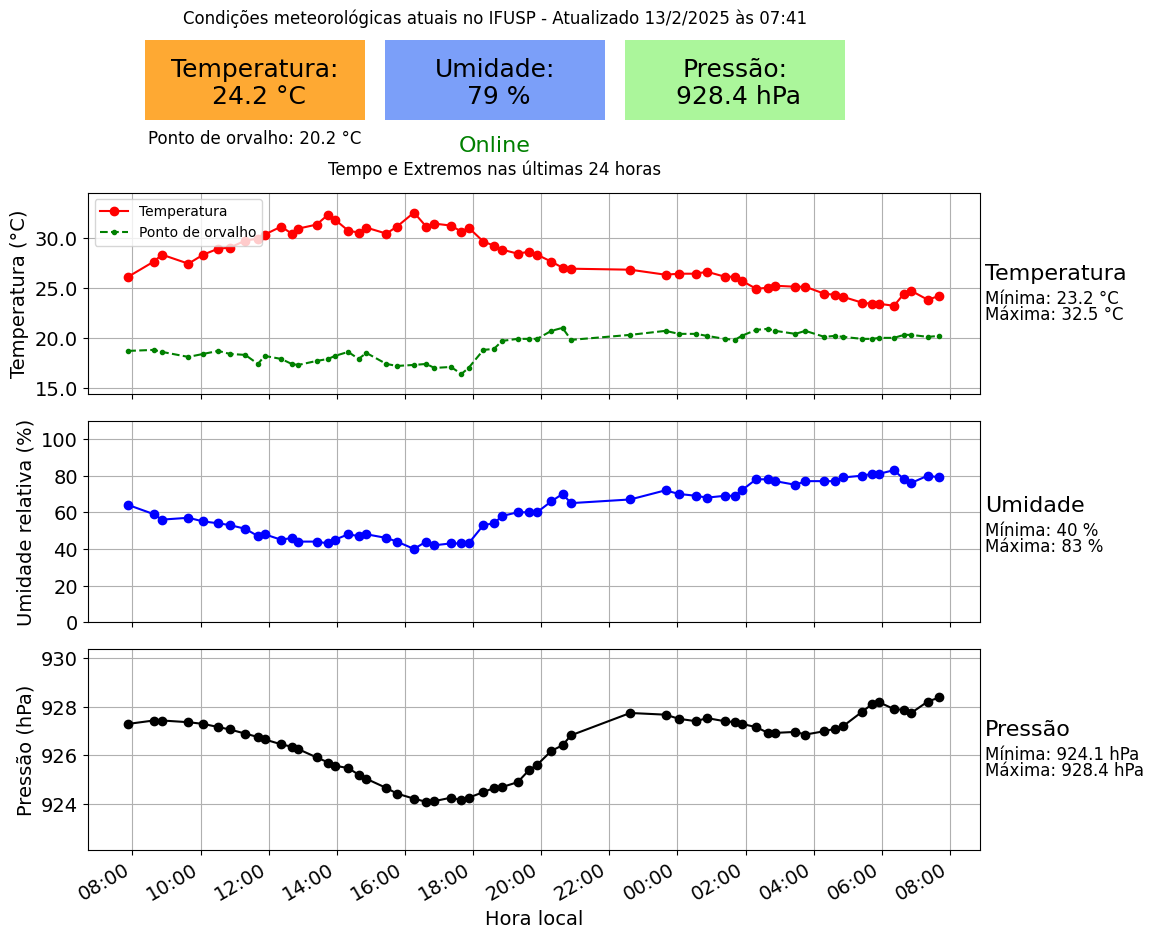 Condições meteorológicas atuais no IFUSP - Atualizado 13/2/2025 às 07:41
Temperatura:
24.2 °C
Umidade:
79 %
Pressão:
928.4 hPa
Ponto de orvalho: 20.2 °C
Online
Tempo e Extremos nas últimas 24 horas
Temperatura
Ponto de orvalho
Temperatura (°C)
30.0
25.0
20.0
15.0
Temperatura
Mínima: 23.2 °C
Máxima: 32.5 °C
Umidade relativa (%)
100
80
60
40
20
0
Umidade
Mínima: 40 %
Máxima: 83 %
Pressão (hPa)
930
928
926
924
Pressão
Mínima: 924.1 hPa
Máxima: 928.4 hPa
08:00 10:00 12:00 14:00 16:00 18:00 20:00 22:00 00:00 02:00 04:00 06:00 08:00
Hora local